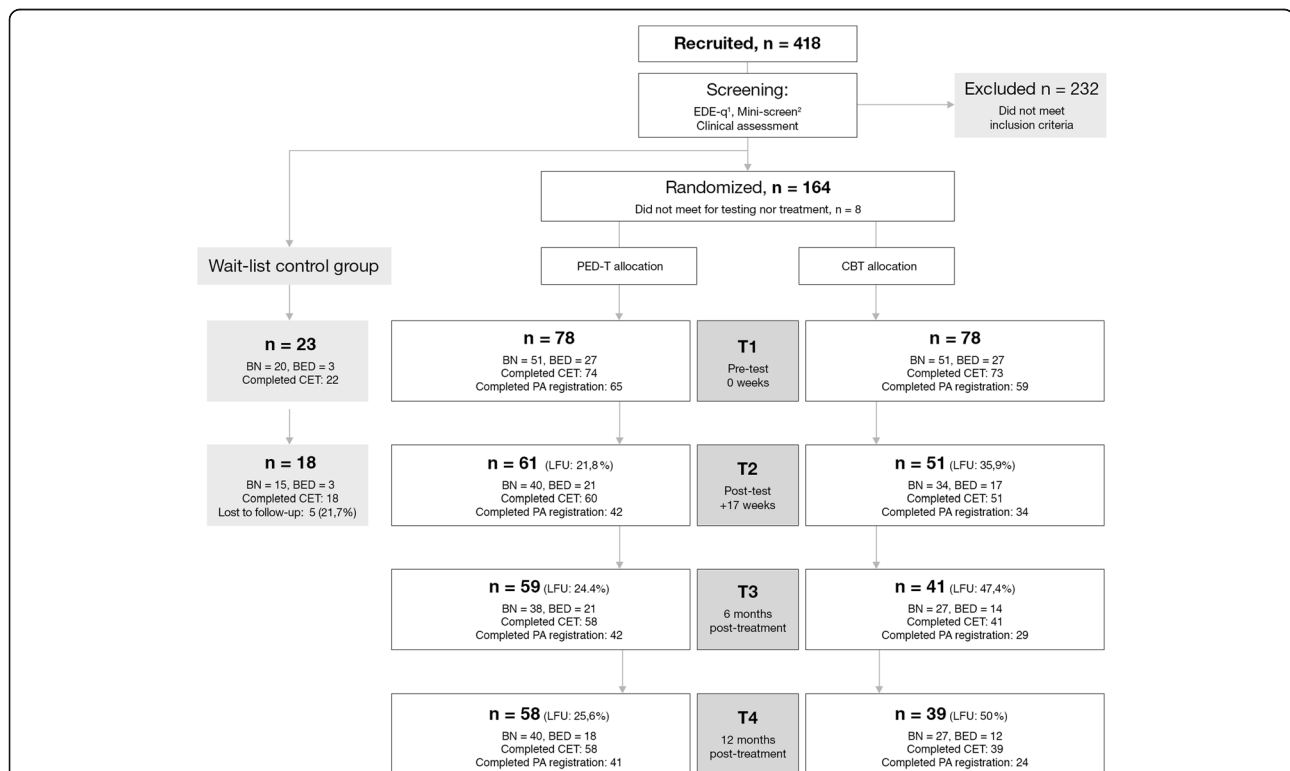 Recruited, n = 418
Screening:
EDE-q¹, Mini-screen²
Clinical assessment
Excluded n = 232
Did not meet
inclusion criteria
Randomized, n = 164
Did not meet for testing nor treatment, n = 8
Wait-list control group
PED-T allocation
CBT allocation
n = 23
BN = 20, BED = 3
Completed CET: 22
n = 78
BN = 51, BED = 27
Completed CET: 74
Completed PA registration: 65
T1
Pre-test
0 weeks
n = 78
BN = 51, BED = 27
Completed CET: 73
Completed PA registration: 59
n = 18
BN = 15, BED = 3
Completed CET: 18
Lost to follow-up: 5 (21,7%)
n = 61 (LFU: 21,8%)
BN = 40, BED = 21
Completed CET: 60
Completed PA registration: 42
T2
Post-test
+17 weeks
n = 51 (LFU: 35,9%)
BN = 34, BED = 17
Completed CET: 51
Completed PA registration: 34
n = 59 (LFU: 24.4%)
BN = 38, BED = 21
Completed CET: 58
Completed PA registration: 42
T3
6 months
post-treatment
n = 41 (LFU: 47,4%)
BN = 27, BED = 14
Completed CET: 41
Completed PA registration: 29
n = 58 (LFU: 25,6%)
BN = 40, BED = 18
Completed CET: 58
Completed PA registration: 41
T4
12 months
post-treatment
n = 39 (LFU: 50%)
BN = 27, BED = 12
Completed CET: 39
Completed PA registration: 24